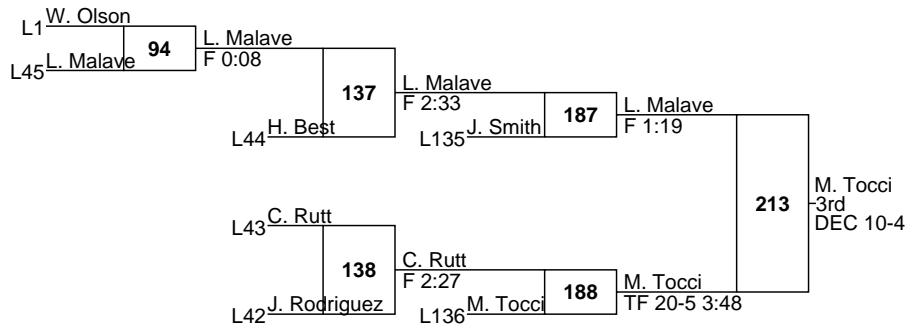 W. Olson
L1
94
L. Malave
F 0:08
L. Malave
L45
137
L. Malave
F 2:33
H. Best
L44
187
L. Malave
F 1:19
J. Smith
L135
213
M. Tocci
3rd
DEC 10-4
C. Rutt
L43
138
C. Rutt
F 2:27
J. Rodriguez
L42
188
M. Tocci
TF 20-5 3:48
M. Tocci
L136